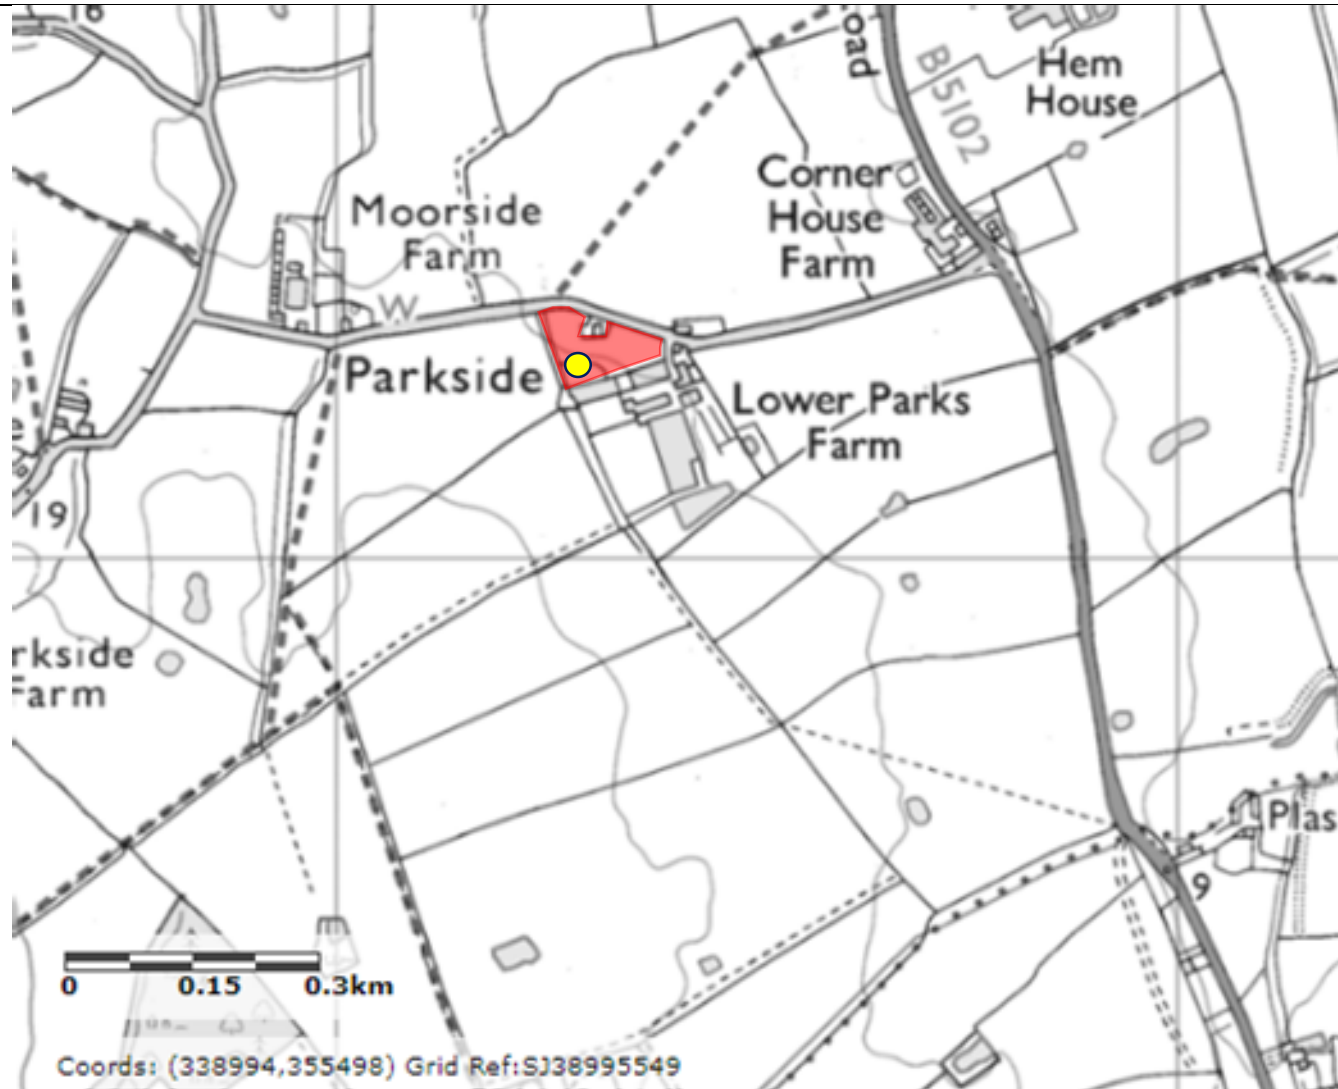 16
oad
B5102
Hem
House
Corner
House
Farm
Moorside
Farm
W
Parkside
Lower Parks
Farm
e
19
rkside
Farm
Plas
9
0 0.15 0.3km
Coords: (338994,355498) Grid Ref:SJ38995549